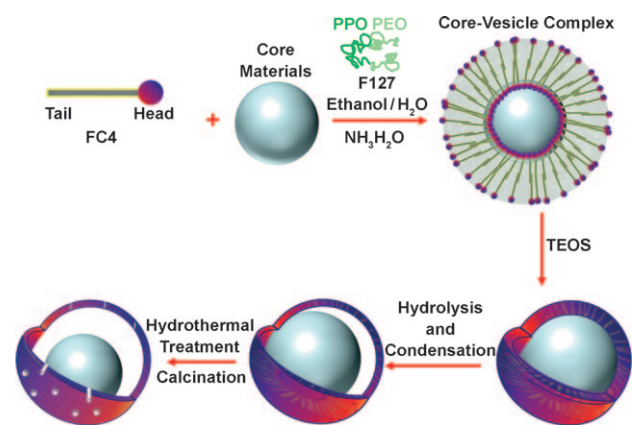 PPO PEO
Core-Vesicle Complex
Core
Materials
F127
Ethanol/H₂O
Tail
Head
FC4
+
NH₃H₂O
TEOS
Hydrolysis
and
Condensation
Hydrothermal
Treatment
Calcination